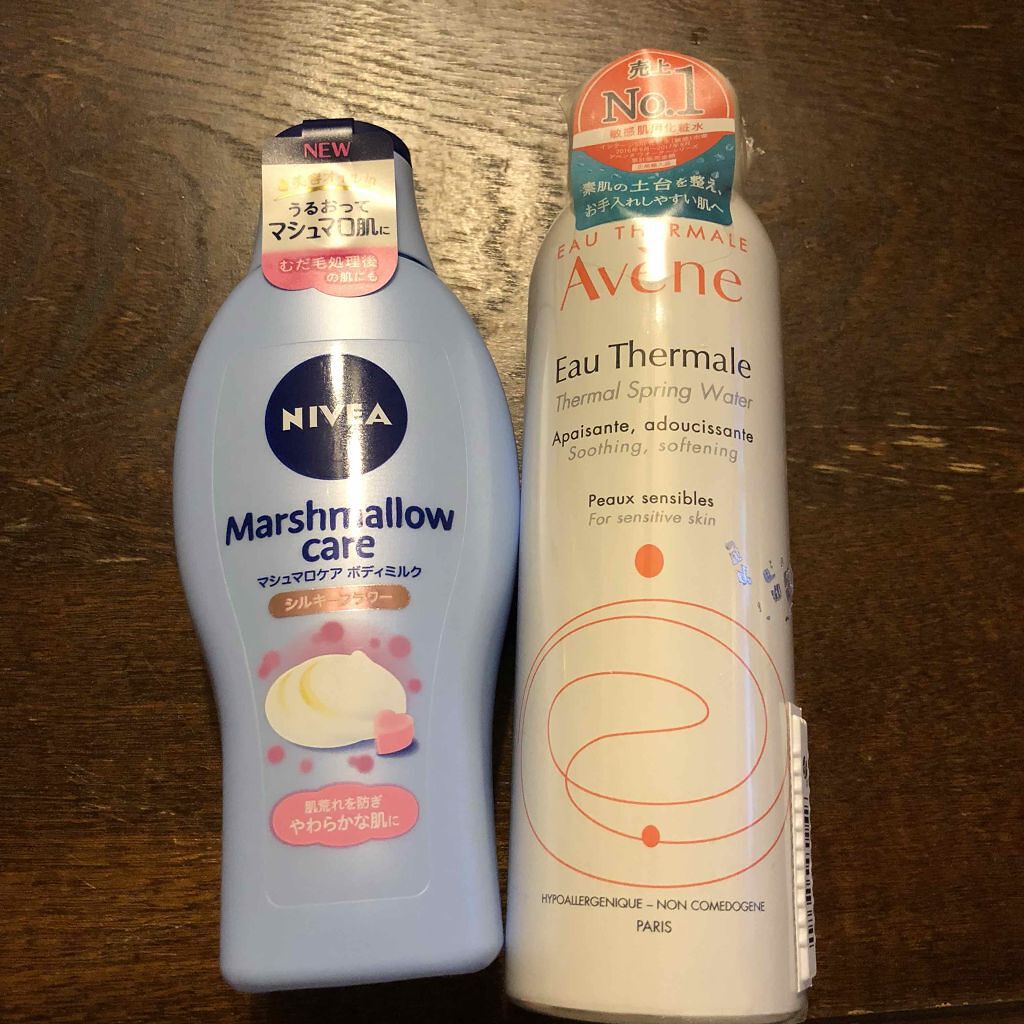 NEW
うるおって
マシュマロ肌に
むだ毛処理後
の肌にも
NIVEA
Marshmallow
care
マシュマロケア ボディミルク
シルキーフラワー
肌荒れを防ぎ
やわらかな肌に
売上
No.1
敏感肌用化粧水
素肌の土台を整え、
お手入れしやすい肌へ
EAU THERMALE
Avène
Eau Thermale
Thermal Spring Water
Apaisante, adoucissante
Soothing, softening
Peaux sensibles
For sensitive skin
HYPOALLERGENIQUE – NON COMEDOGENE
PARIS